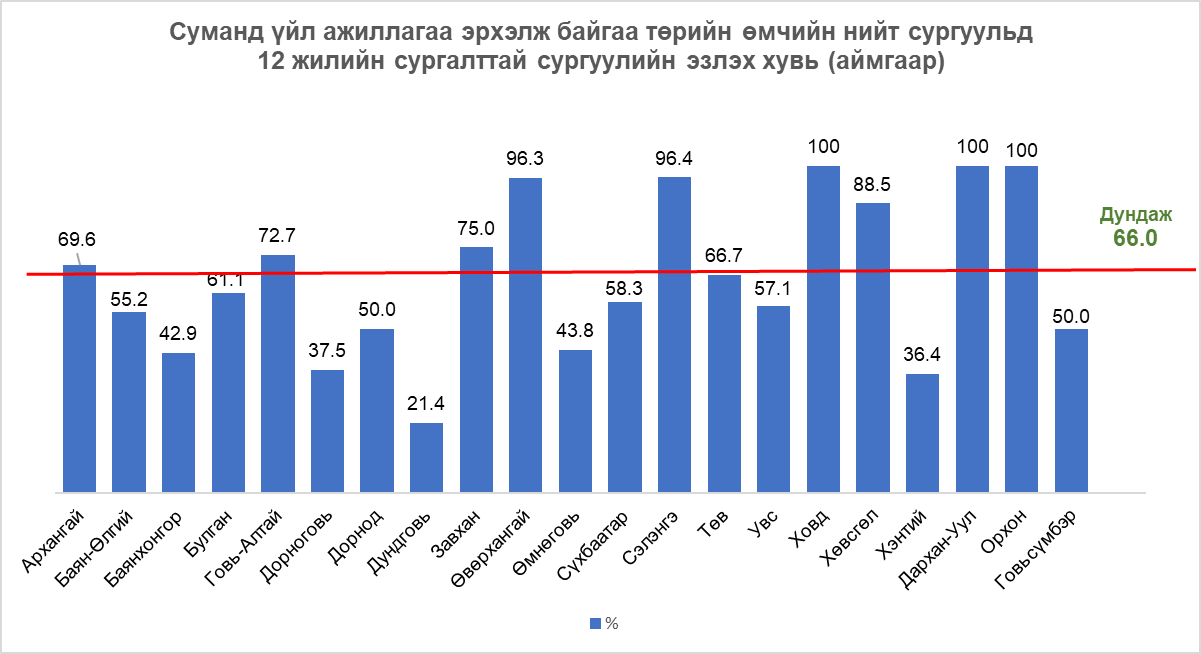 Суманд үйл ажиллагаа эрхэлж байгаа төрийн өмчийн нийт сургуульд
12 жилийн сургалттай сургуулийн эзлэх хувь (аймгаар)
69.6
55.2
42.9
61.1
72.7
37.5
50.0
21.4
75.0
96.3
43.8
58.3
96.4
66.7
57.1
100
88.5
36.4
100
100
50.0
Дундаж
66.0
Архангай
Баян-Өлгий
Баянхонгор
Булган
Говь-Алтай
Дорноговь
Дорнод
Дундговь
Завхан
Өвөрхангай
Өмнөговь
Сүхбаатар
Сэлэнгэ
Төв
Увс
Ховд
Хөвсгөл
Хэнтий
Дархан-Уул
Орхон
Говьсүмбэр
%